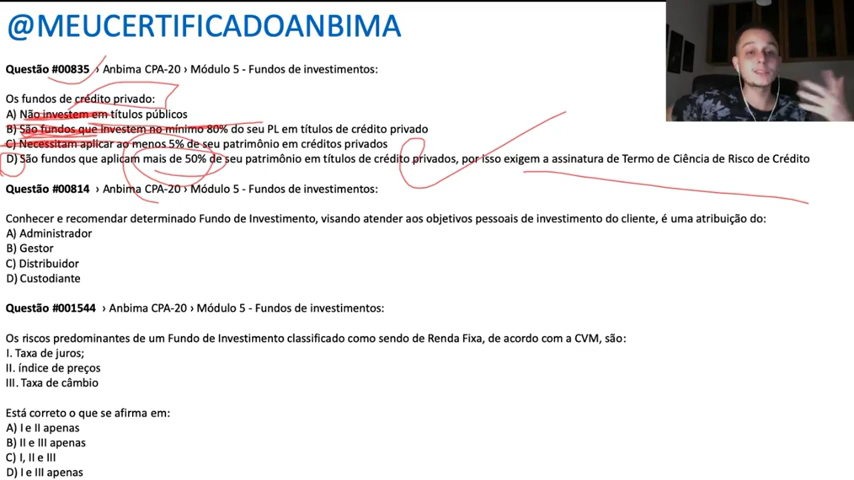 @MEUCERTIFICADOANBIMA
Questão #00835 › Anbima CPA-20 › Módulo 5 - Fundos de investimentos:
Os fundos de crédito privado:
A) Não investem em títulos públicos
B) São fundos que investem no mínimo 80% do seu PL em títulos de crédito privado
C) Necessitam aplicar ao menos 5% de seu patrimônio em créditos privados
D) São fundos que aplicam mais de 50% de seu patrimônio em títulos de crédito privados, por isso exigem a assinatura de Termo de Ciência de Risco de Crédito
Questão #00814 › Anbima CPA-20 › Módulo 5 - Fundos de investimentos:
Conhecer e recomendar determinado Fundo de Investimento, visando atender aos objetivos pessoais de investimento do cliente, é uma atribuição do:
A) Administrador
B) Gestor
C) Distribuidor
D) Custodiante
Questão #001544 › Anbima CPA-20 › Módulo 5 - Fundos de investimentos:
Os riscos predominantes de um Fundo de Investimento classificado como sendo de Renda Fixa, de acordo com a CVM, são:
I. Taxa de juros;
II. índice de preços
III. Taxa de câmbio
Está correto o que se afirma em:
A) I e II apenas
B) II e III apenas
C) I, II e III
D) I e III apenas